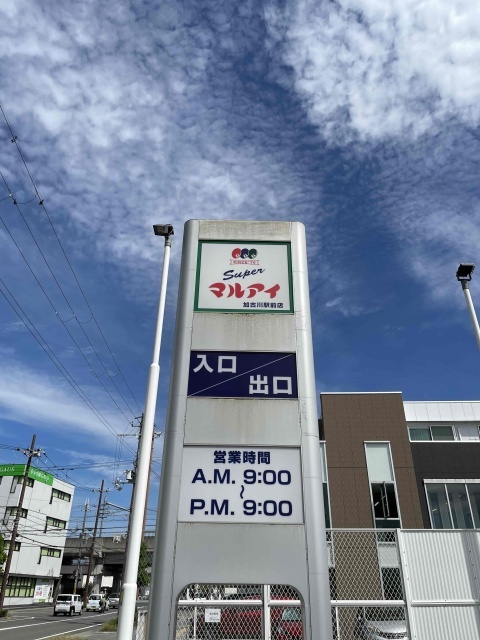 Super
マルアイ
加古川駅前店
入口
出口
営業時間
A.M. 9:00
～
P.M. 9:00